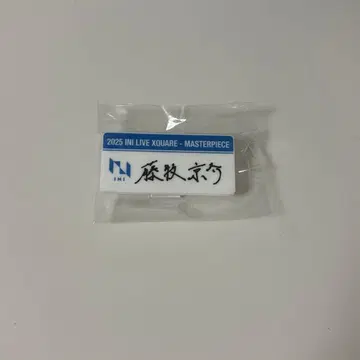 2025 INI LIVE XQUARE - MASTERPIECE
INI
藤牧京介